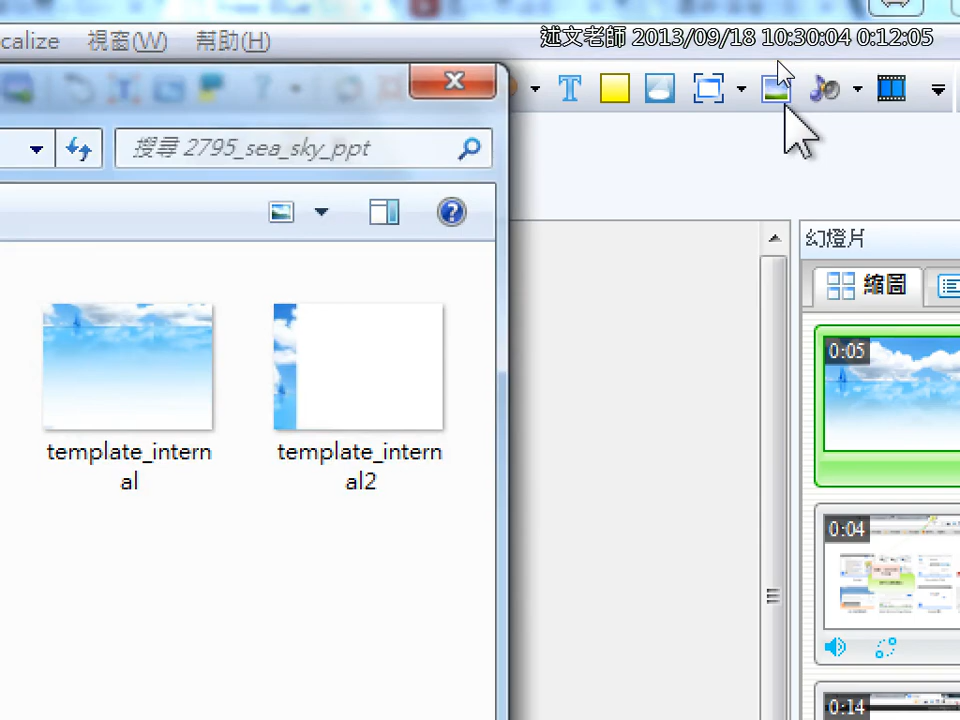 述文老師 2013/09/18 10:30:04 0:12:05
calize 視窗(W) 幫助(H)
T
搜尋 2795_sea_sky_ppt
?
幻燈片
縮圖
0:05
template_intern
al
template_intern
al2
0:04
0:14